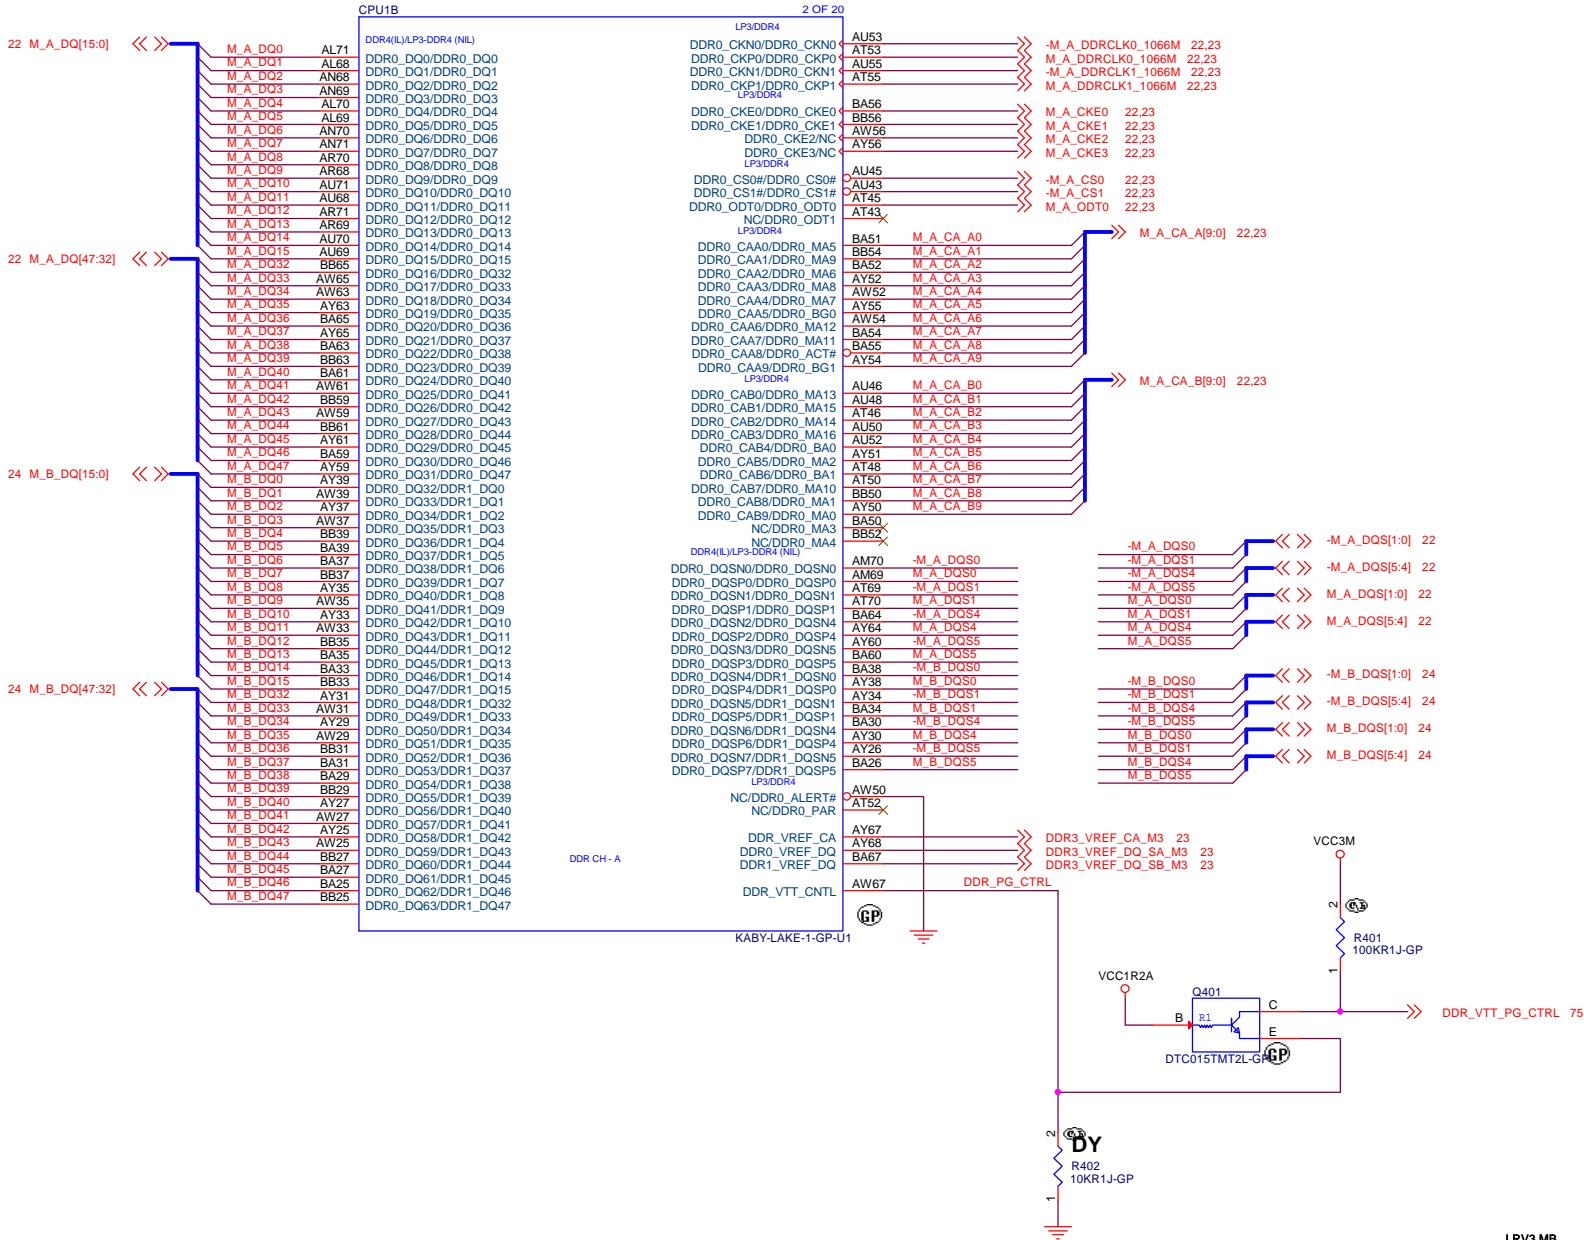 CPU1B
2 OF 20
DDR4(IL)/LP3-DDR4 (NIL)
22 M_A_DQ[15:0]
M_A_DQ0 AL71 DDR0_DQ0/DDR0_DQ0
M_A_DQ1 AL68 DDR0_DQ1/DDR0_DQ1
M_A_DQ2 AN68 DDR0_DQ2/DDR0_DQ2
M_A_DQ3 AN69 DDR0_DQ3/DDR0_DQ3
M_A_DQ4 AL70 DDR0_DQ4/DDR0_DQ4
M_A_DQ5 AL69 DDR0_DQ5/DDR0_DQ5
M_A_DQ6 AN70 DDR0_DQ6/DDR0_DQ6
M_A_DQ7 AN71 DDR0_DQ7/DDR0_DQ7
M_A_DQ8 AR70 DDR0_DQ8/DDR0_DQ8
M_A_DQ9 AR68 DDR0_DQ9/DDR0_DQ9
M_A_DQ10 AU71 DDR0_DQ10/DDR0_DQ10
M_A_DQ11 AU68 DDR0_DQ11/DDR0_DQ11
M_A_DQ12 AR71 DDR0_DQ12/DDR0_DQ12
M_A_DQ13 AR69 DDR0_DQ13/DDR0_DQ13
M_A_DQ14 AU70 DDR0_DQ14/DDR0_DQ14
M_A_DQ15 AU69 DDR0_DQ15/DDR0_DQ15
22 M_A_DQ[47:32]
M_A_DQ32 BB65 DDR0_DQ16/DDR0_DQ32
M_A_DQ33 AW65 DDR0_DQ17/DDR0_DQ33
M_A_DQ34 AW63 DDR0_DQ18/DDR0_DQ34
M_A_DQ35 AY63 DDR0_DQ19/DDR0_DQ35
M_A_DQ36 BA65 DDR0_DQ20/DDR0_DQ36
M_A_DQ37 AY65 DDR0_DQ21/DDR0_DQ37
M_A_DQ38 BA63 DDR0_DQ22/DDR0_DQ38
M_A_DQ39 BB63 DDR0_DQ23/DDR0_DQ39
M_A_DQ40 BA61 DDR0_DQ24/DDR0_DQ40
M_A_DQ41 AW61 DDR0_DQ25/DDR0_DQ41
M_A_DQ42 BB59 DDR0_DQ26/DDR0_DQ42
M_A_DQ43 AW59 DDR0_DQ27/DDR0_DQ43
M_A_DQ44 BB61 DDR0_DQ28/DDR0_DQ44
M_A_DQ45 AY61 DDR0_DQ29/DDR0_DQ45
M_A_DQ46 BA59 DDR0_DQ30/DDR0_DQ46
M_A_DQ47 AY59 DDR0_DQ31/DDR0_DQ47
24 M_B_DQ[15:0]
M_B_DQ0 AY39 DDR0_DQ32/DDR1_DQ0
M_B_DQ1 AW39 DDR0_DQ33/DDR1_DQ1
M_B_DQ2 AY37 DDR0_DQ34/DDR1_DQ2
M_B_DQ3 AW37 DDR0_DQ35/DDR1_DQ3
M_B_DQ4 BB39 DDR0_DQ36/DDR1_DQ4
M_B_DQ5 BA39 DDR0_DQ37/DDR1_DQ5
M_B_DQ6 BA37 DDR0_DQ38/DDR1_DQ6
M_B_DQ7 BB37 DDR0_DQ39/DDR1_DQ7
M_B_DQ8 AY35 DDR0_DQ40/DDR1_DQ8
M_B_DQ9 AW35 DDR0_DQ41/DDR1_DQ9
M_B_DQ10 AY33 DDR0_DQ42/DDR1_DQ10
M_B_DQ11 AW33 DDR0_DQ43/DDR1_DQ11
M_B_DQ12 BB35 DDR0_DQ44/DDR1_DQ12
M_B_DQ13 BA35 DDR0_DQ45/DDR1_DQ13
M_B_DQ14 BA33 DDR0_DQ46/DDR1_DQ14
M_B_DQ15 BB33 DDR0_DQ47/DDR1_DQ15
24 M_B_DQ[47:32]
M_B_DQ32 AY31 DDR0_DQ48/DDR1_DQ32
M_B_DQ33 AW31 DDR0_DQ49/DDR1_DQ33
M_B_DQ34 AY29 DDR0_DQ50/DDR1_DQ34
M_B_DQ35 AW29 DDR0_DQ51/DDR1_DQ35
M_B_DQ36 BB31 DDR0_DQ52/DDR1_DQ36
M_B_DQ37 BA31 DDR0_DQ53/DDR1_DQ37
M_B_DQ38 BA29 DDR0_DQ54/DDR1_DQ38
M_B_DQ39 BB29 DDR0_DQ55/DDR1_DQ39
M_B_DQ40 AY27 DDR0_DQ56/DDR1_DQ40
M_B_DQ41 AW27 DDR0_DQ57/DDR1_DQ41
M_B_DQ42 AY25 DDR0_DQ58/DDR1_DQ42
M_B_DQ43 AW25 DDR0_DQ59/DDR1_DQ43
M_B_DQ44 BB27 DDR0_DQ60/DDR1_DQ44
M_B_DQ45 BA27 DDR0_DQ61/DDR1_DQ45
M_B_DQ46 BA25 DDR0_DQ62/DDR1_DQ46
M_B_DQ47 BB25 DDR0_DQ63/DDR1_DQ47
DDR CH - A
LP3/DDR4
DDR0_CKN0/DDR0_CKN0 AU53 -M_A_DDRCLK0_1066M 22,23
DDR0_CKP0/DDR0_CKP0 AT53 M_A_DDRCLK0_1066M 22,23
DDR0_CKN1/DDR0_CKN1 AU55 -M_A_DDRCLK1_1066M 22,23
DDR0_CKP1/DDR0_CKP1 AT55 M_A_DDRCLK1_1066M 22,23
LP3/DDR4
DDR0_CKE0/DDR0_CKE0 BA56 M_A_CKE0 22,23
DDR0_CKE1/DDR0_CKE1 BB56 M_A_CKE1 22,23
DDR0_CKE2/NC AW56 M_A_CKE2 22,23
DDR0_CKE3/NC AY56 M_A_CKE3 22,23
LP3/DDR4
DDR0_CS0#/DDR0_CS0# AU45 -M_A_CS0 22,23
DDR0_CS1#/DDR0_CS1# AU43 -M_A_CS1 22,23
DDR0_ODT0/DDR0_ODT0 AT45 M_A_ODT0 22,23
NC/DDR0_ODT1 AT43
LP3/DDR4
M_A_CA_A[9:0] 22,23
DDR0_CAA0/DDR0_MA5 BA51 M_A_CA_A0
DDR0_CAA1/DDR0_MA9 BB54 M_A_CA_A1
DDR0_CAA2/DDR0_MA6 BA52 M_A_CA_A2
DDR0_CAA3/DDR0_MA8 AY52 M_A_CA_A3
DDR0_CAA4/DDR0_MA7 AW52 M_A_CA_A4
DDR0_CAA5/DDR0_BG0 AY55 M_A_CA_A5
DDR0_CAA6/DDR0_MA12 AW54 M_A_CA_A6
DDR0_CAA7/DDR0_MA11 BA54 M_A_CA_A7
DDR0_CAA8/DDR0_ACT# BA55 M_A_CA_A8
DDR0_CAA9/DDR0_BG1 AY54 M_A_CA_A9
LP3/DDR4
M_A_CA_B[9:0] 22,23
DDR0_CAB0/DDR0_MA13 AU46 M_A_CA_B0
DDR0_CAB1/DDR0_MA15 AU48 M_A_CA_B1
DDR0_CAB2/DDR0_MA14 AT46 M_A_CA_B2
DDR0_CAB3/DDR0_MA16 AU50 M_A_CA_B3
DDR0_CAB4/DDR0_BA0 AU52 M_A_CA_B4
DDR0_CAB5/DDR0_MA2 AY51 M_A_CA_B5
DDR0_CAB6/DDR0_BA1 AT48 M_A_CA_B6
DDR0_CAB7/DDR0_MA10 AT50 M_A_CA_B7
DDR0_CAB8/DDR0_MA1 BB50 M_A_CA_B8
DDR0_CAB9/DDR0_MA0 AY50 M_A_CA_B9
NC/DDR0_MA3 BA50
NC/DDR0_MA4 BB52
DDR4(IL)/LP3-DDR4 (NIL)
DDR0_DQSN0/DDR0_DQSN0 AM70 -M_A_DQS0
DDR0_DQSP0/DDR0_DQSP0 AM69 M_A_DQS0
DDR0_DQSN1/DDR0_DQSN1 AT69 -M_A_DQS1
DDR0_DQSP1/DDR0_DQSP1 AT70 M_A_DQS1
DDR0_DQSN2/DDR0_DQSN4 BA64 -M_A_DQS4
DDR0_DQSP2/DDR0_DQSP4 AY64 M_A_DQS4
DDR0_DQSN3/DDR0_DQSN5 AY60 -M_A_DQS5
DDR0_DQSP3/DDR0_DQSP5 BA60 M_A_DQS5
DDR0_DQSN4/DDR1_DQSN0 BA38 -M_B_DQS0
DDR0_DQSP4/DDR1_DQSP0 AY38 M_B_DQS0
DDR0_DQSN5/DDR1_DQSN1 AY34 -M_B_DQS1
DDR0_DQSP5/DDR1_DQSP1 BA34 M_B_DQS1
DDR0_DQSN6/DDR1_DQSN4 BA30 -M_B_DQS4
DDR0_DQSP6/DDR1_DQSP4 AY30 M_B_DQS4
DDR0_DQSN7/DDR1_DQSN5 AY26 -M_B_DQS5
DDR0_DQSP7/DDR1_DQSP5 BA26 M_B_DQS5
-M_A_DQS0
-M_A_DQS1
-M_A_DQS[1:0] 22
-M_A_DQS4
-M_A_DQS5
-M_A_DQS[5:4] 22
M_A_DQS0
M_A_DQS1
M_A_DQS[1:0] 22
M_A_DQS4
M_A_DQS5
M_A_DQS[5:4] 22
-M_B_DQS0
-M_B_DQS1
-M_B_DQS[1:0] 24
-M_B_DQS4
-M_B_DQS5
-M_B_DQS[5:4] 24
M_B_DQS0
M_B_DQS1
M_B_DQS[1:0] 24
M_B_DQS4
M_B_DQS5
M_B_DQS[5:4] 24
LP3/DDR4
NC/DDR0_ALERT# AW50
NC/DDR0_PAR AT52
DDR_VREF_CA AY67 DDR3_VREF_CA_M3 23
DDR0_VREF_DQ AY68 DDR3_VREF_DQ_SA_M3 23
DDR1_VREF_DQ BA67 DDR3_VREF_DQ_SB_M3 23
DDR_VTT_CNTL AW67 DDR_PG_CTRL
GP
KABY-LAKE-1-GP-U1
VCC3M
2
R401
100KR1J-GP
1
VCC1R2A
Q401
B R1 C
E
DTC015TMT2L-GP
GP
DDR_VTT_PG_CTRL 75
2
DY
R402
10KR1J-GP
1